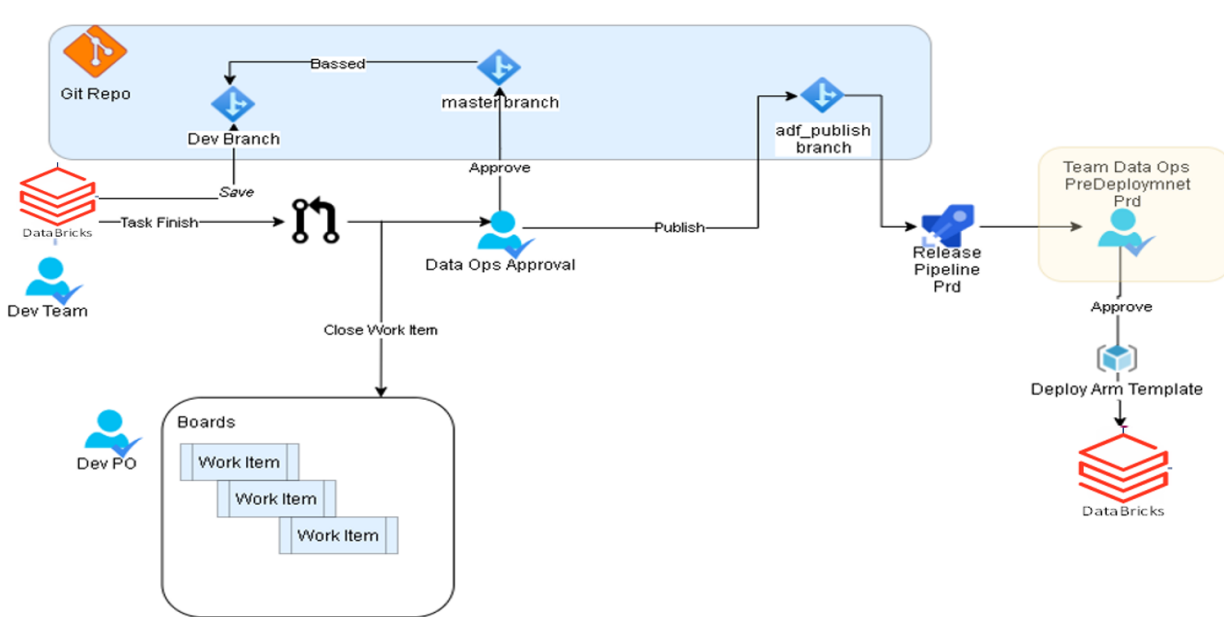 Git Repo
Bassed
master branch
Dev Branch
adf_publish
branch
Approve
Save
DataBricks
Task Finish
Data Ops Approval
Publish
Team Data Ops
PreDeploymnet
Prd
Release
Pipeline
Prd
Dev Team
Close Work Item
Approve
Deploy Arm Template
Boards
Work Item
Work Item
Work Item
Dev PO
DataBricks